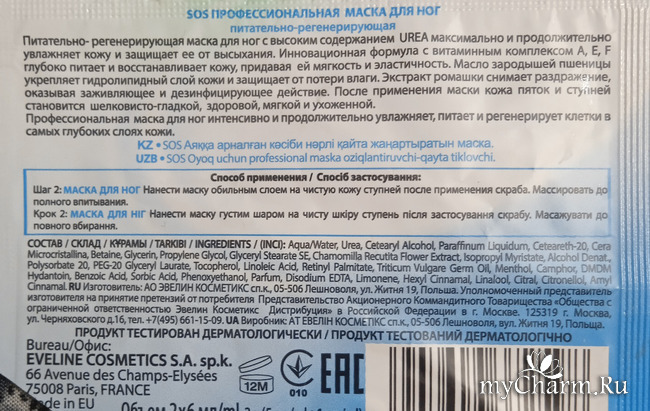 SOS ПРОФЕССИОНАЛЬНАЯ МАСКА ДЛЯ НОГ
питательно-регенерирующая
Питательно- регенерирующая маска для ног с высоким содержанием UREA максимально и продолжительно
увлажняет кожу и защищает ее от высыхания. Инновационная формула с витаминным комплексом A, E, F
глубоко питает и восстанавливает кожу, придавая ей мягкость и эластичность. Масло зародышей пшеницы
укрепляет гидролипидный слой кожи и защищает от потери влаги. Экстракт ромашки снимает раздражение,
оказывая заживляющее и дезинфицирующее действие. После применения маски кожа пяток и ступней
становится шелковисто-гладкой, здоровой, мягкой и ухоженной.
Профессиональная маска для ног интенсивно и продолжительно увлажняет, питает и регенерирует клетки в
самых глубоких слоях кожи.
KZ • SOS Аяққа арналған кәсіби нәрлі қайта жаңартыратын маска.
UZB • SOS Oyoq uchun professional maska oziqlantiruvchi-qayta tiklovchi.
Способ применения / Спосіб застосування:
Шаг 2: МАСКА ДЛЯ НОГ Нанести маску обильным слоем на чистую кожу ступней после применения скраба. Массировать до
полного впитывания.
Крок 2: МАСКА ДЛЯ НІГ Нанести маску густим шаром на чисту шкіру ступень після застосування скрабу. Масажувати до
повного вбирання.
СОСТАВ / СКЛАД / ҚҰРАМЫ / TARKIBI / INGREDIENTS / (INCI): Aqua/Water, Urea, Cetearyl Alcohol, Paraffinum Liquidum, Ceteareth-20, Cera
Microcristallina, Betaine, Glycerin, Propylene Glycol, Glyceryl Stearate SE, Chamomilla Recutita Flower Extract, Isopropyl Myristate, Alcohol Denat.,
Polysorbate 20, PEG-20 Glyceryl Laurate, Tocopherol, Linoleic Acid, Retinyl Palmitate, Triticum Vulgare Germ Oil, Menthol, Camphor, DMDM
Hydantoin, Benzoic Acid, Sorbic Acid, Phenoxyethanol, Parfum, Disodium EDTA, Limonene, Hexyl Cinnamal, Linalool, Citral, Citronellol, Amyl
Cinnamal. RU Изготовитель: АО ЭВЕЛИН КОСМЕТИКС сп.к., 05-506 Лешноволя, ул. Житня 19, Польша. Уполномоченный представитель
изготовителя на принятие претензий от потребителя Представительство Акционерного Коммандитного Товарищества «Общества с
ограниченной ответственностью Эвелин Косметикс Дистрибуция» в Российской Федерации в г. Москве. 125319 г. Москва,
ул. Черняховского д.16, тел. +7(495) 661-15-09. UA Виробник: АТ ЕВЕЛІН КОСМЕТІКС сп.к., 05-506 Лешноволя, вул. Житня 19, Польща.
ПРОДУКТ ТЕСТИРОВАН ДЕРМАТОЛОГИЧЕСКИ / ПРОДУКТ ТЕСТОВАНИЙ ДЕРМАТОЛОГІЧНО
Bureau/Офис:
EVELINE COSMETICS S.A. sp.k.
66 Avenue des Champs-Elysées
75008 Paris, FRANCE
Made in EU
12M
010
EAC
Объем 2x6 мл/ml
myCharm.Ru